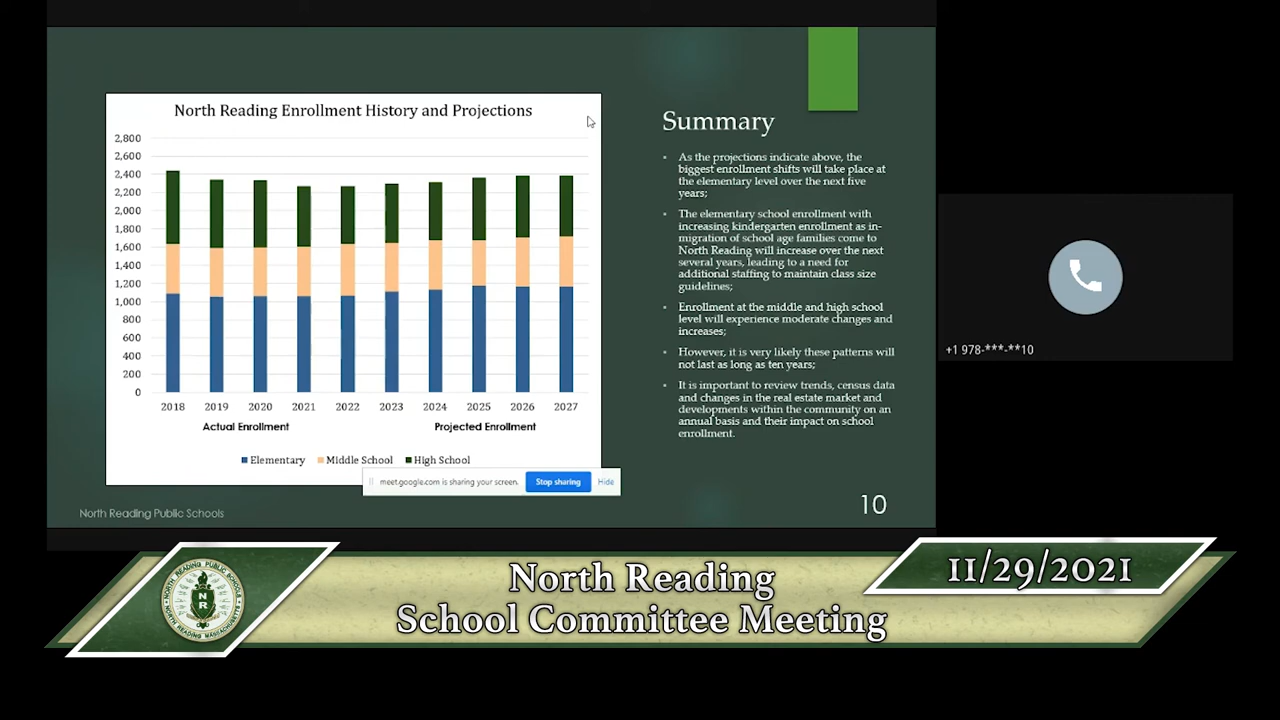 North Reading Enrollment History and Projections
2,800
2,600
2,400
2,200
2,000
1,800
1,600
1,400
1,200
1,000
800
600
400
200
0
2018 2019 2020 2021 2022 2023 2024 2025 2026 2027
Actual Enrollment Projected Enrollment
Elementary Middle School High School
meet.google.com is sharing your screen. Stop sharing Hide
Summary
As the projections indicate above, the
biggest enrollment shifts will take place at
the elementary level over the next five
years;
The elementary school enrollment with
increasing kindergarten enrollment as in-
migration of school age families come to
North Reading will increase over the next
several years, leading to a need for
additional staffing to maintain class size
guidelines;
Enrollment at the middle and high school
level will experience moderate changes and
increases;
However, it is very likely these patterns will
not last as long as ten years;
It is important to review trends, census data
and changes in the real estate market and
developments within the community on an
annual basis and their impact on school
enrollment.
North Reading Public Schools
10
+1 978-***-**10
NORTH READING PUBLIC SCHOOLS
N
R
NORTH READING MASSACHUSETTS
North Reading
School Committee Meeting
11/29/2021